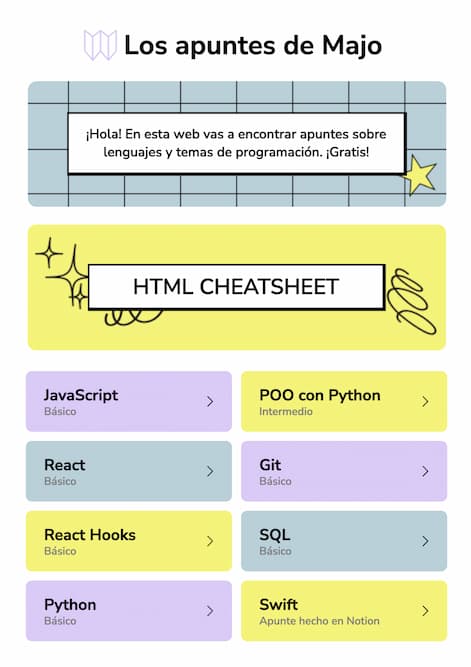 Los apuntes de Majo
¡Hola! En esta web vas a encontrar apuntes sobre
lenguajes y temas de programación. ¡Gratis!
HTML CHEATSHEET
JavaScript
Básico
POO con Python
Intermedio
React
Básico
Git
Básico
React Hooks
Básico
SQL
Básico
Python
Básico
Swift
Apunte hecho en Notion